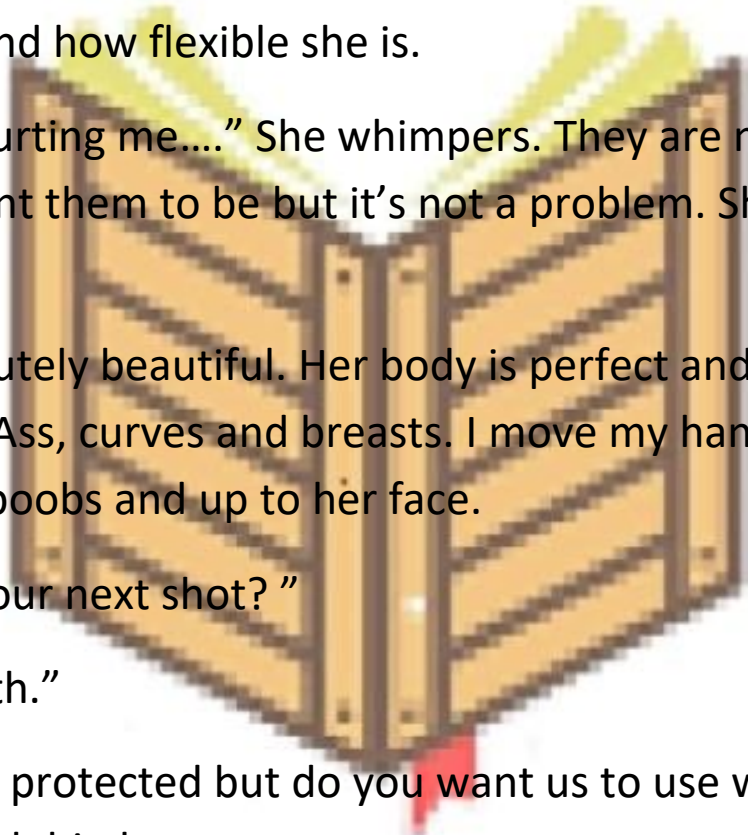 nd how flexible she is.
urting me....” She whimpers. They are r
nt them to be but it’s not a problem. Sh
utely beautiful. Her body is perfect and
Ass, curves and breasts. I move my han
boobs and up to her face.
our next shot? ”
th.”
protected but do you want us to use w